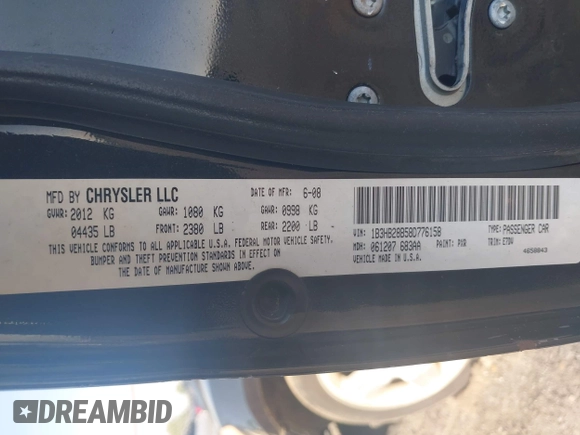 MFD BY CHRYSLER LLC
DATE OF MFR: 6-08
GVWR: 2012 KG
GAWR: 1080 KG
GAWR: 0998 KG
04435 LB
FRONT: 2380 LB
REAR: 2200 LB
THIS VEHICLE CONFORMS TO ALL APPLICABLE U.S.A. FEDERAL MOTOR VEHICLE SAFETY,
BUMPER AND THEFT PREVENTION STANDARDS IN EFFECT ON
THE DATE OF MANUFACTURE SHOWN ABOVE.
VIN: 1B3HB28B58D776158
TYPE: PASSENGER CAR
MDH: 061207 683AA
PAINT: PXR
TRIM: E7DV
VEHICLE MADE IN U.S.A.
4650843
DREAMBID